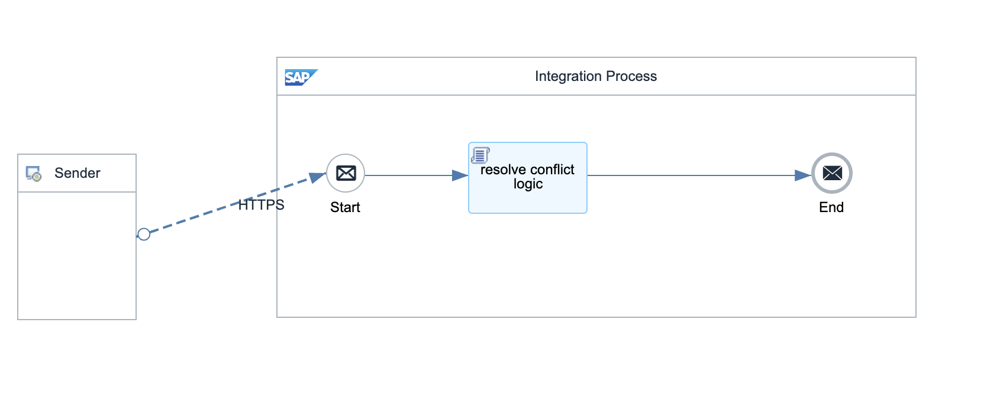 SAP
Integration Process
Sender
HTTPS
Start
resolve conflict
logic
End